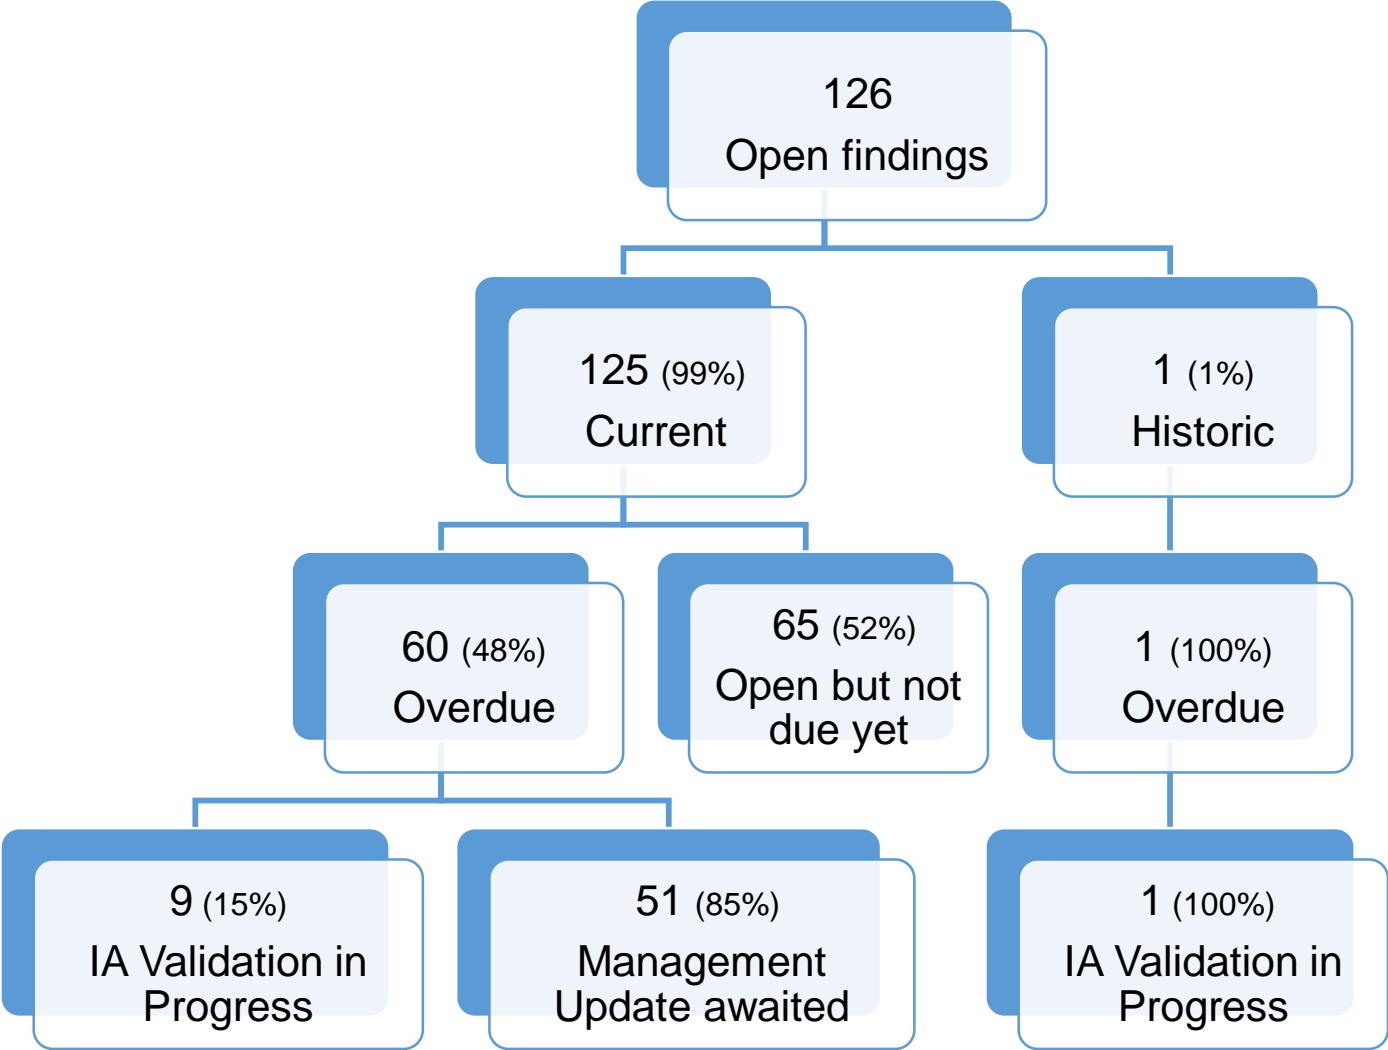 126
Open findings
125 (99%)
Current
1 (1%)
Historic
60 (48%)
Overdue
65 (52%)
Open but not
due yet
1 (100%)
Overdue
9 (15%)
IA Validation in
Progress
51 (85%)
Management
Update awaited
1 (100%)
IA Validation in
Progress